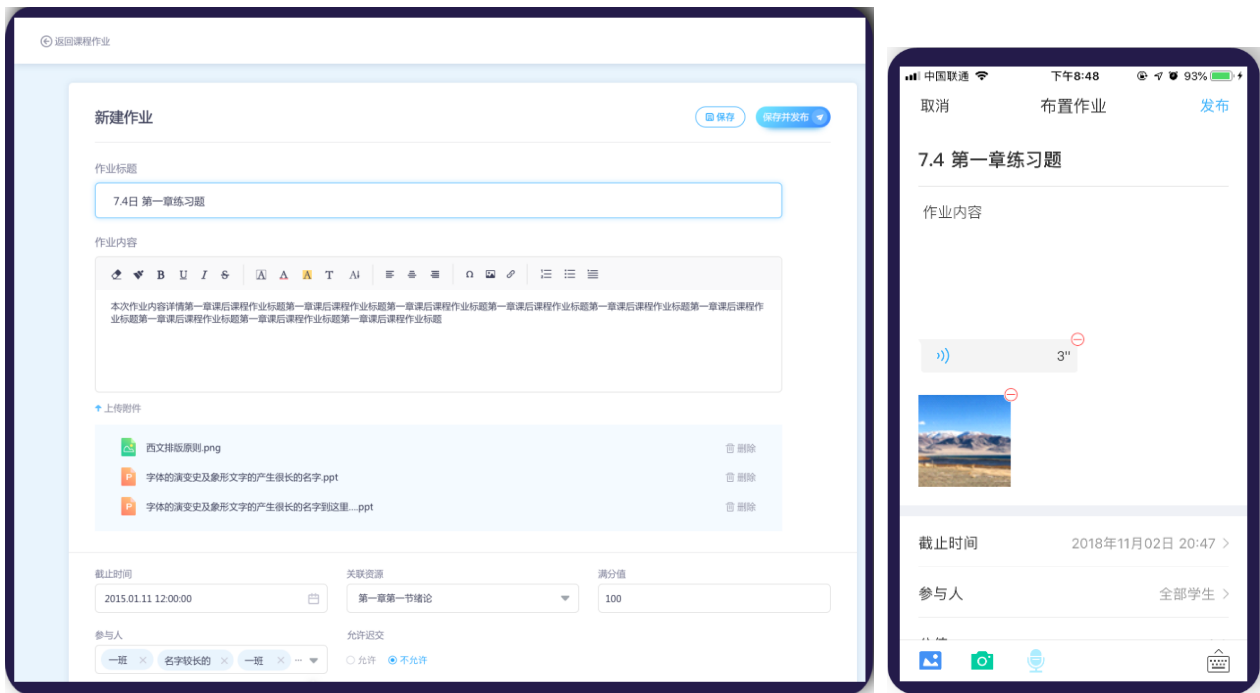 返回课程作业
新建作业
保存
保存并发布
作业标题
7.4日 第一章练习题
作业内容
B U I S A A A T A
Ω
本次作业内容详情第一章课后课程作业标题第一章课后课程作业标题第一章课后课程作业标题第一章课后课程作业标题第一章课后课程作业标题第一章课后课程作
业标题第一章课后课程作业标题第一章课后课程作业标题第一章课后课程作业标题
上传附件
西文排版原则.png
删除
P 字体的演变史及象形文字的产生很长的名字.ppt
删除
P 字体的演变史及象形文字的产生很长的名字到这里....ppt
删除
截止时间
关联资源
满分值
2015.01.11 12:00:00
第一章第一节绪论
100
参与人
允许迟交
一班 × 名字较长的 × 一班 × ···
允许 不允许
中国联通 下午8:48 93%
取消 布置作业 发布
7.4 第一章练习题
作业内容
3"
截止时间 2018年11月02日 20:47
参与人 全部学生